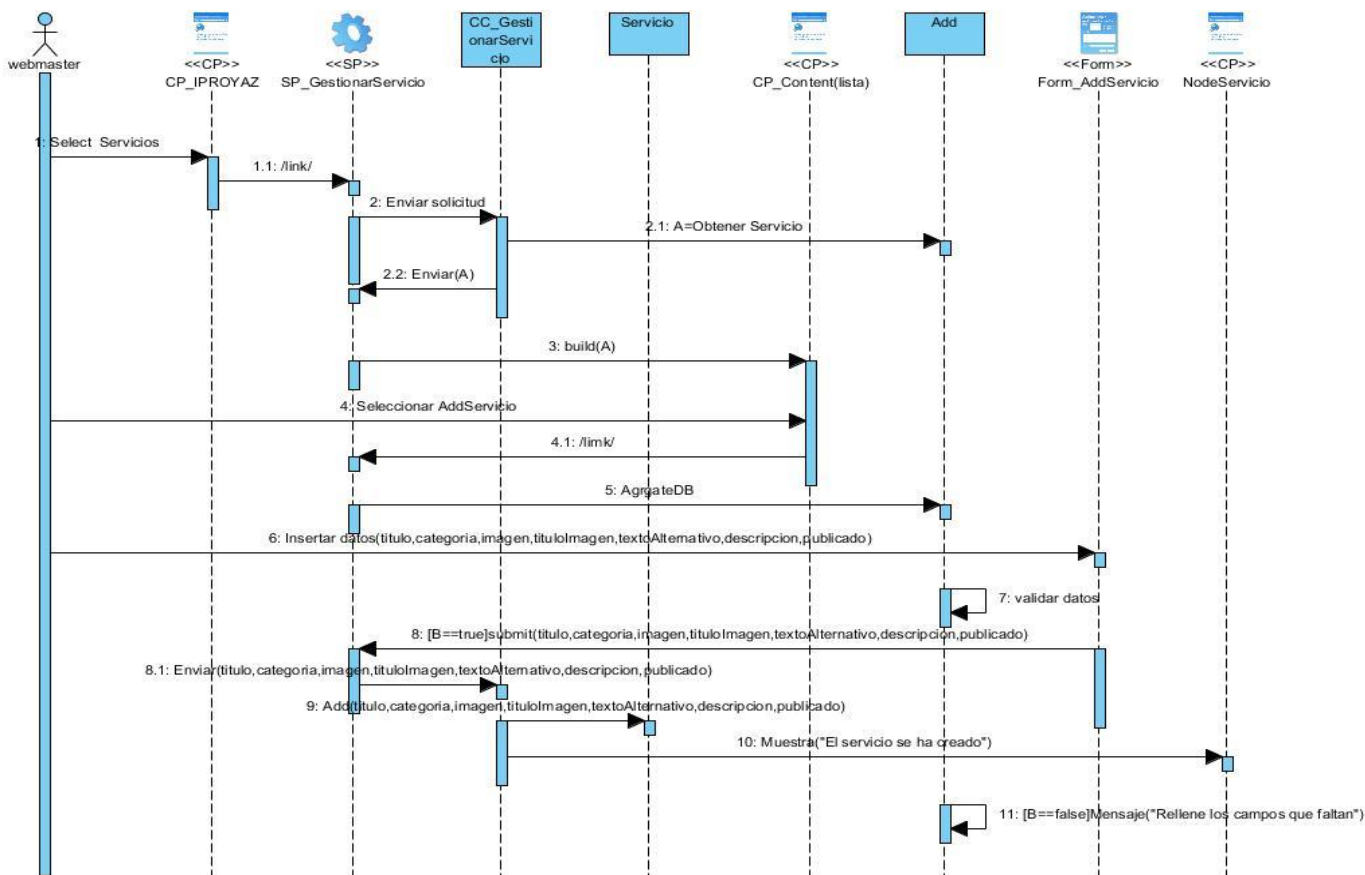 webmaster
<<CP>>
CP_IPROYAZ
<<SP>>
SP_GestionarServicio
CC_Gesti
onarServi
cio
Servicio
<<CP>>
CP_Content(lista)
Add
<<Form>>
Form_AddServicio
<<CP>>
NodeServicio
1: Select Servicios
1.1: /link/
2: Enviar solicitud
2.1: A=Obtener Servicio
2.2: Enviar(A)
3: build(A)
4: Seleccionar AddServicio
4.1: /limk/
5: AgrgateDB
6: Insertar datos(titulo,categoria,imagen,tituloImagen,textoAlternativo,descripcion,publicado)
7: validar datos
8: [B==true]submit(titulo,categoria,imagen,tituloImagen,textoAlternativo,descripcion,publicado)
8.1: Enviar(titulo,categoria,imagen,tituloImagen,textoAlternativo,descripcion,publicado)
9: Add(titulo,categoria,imagen,tituloImagen,textoAlternativo,descripcion,publicado)
10: Muestra("El servicio se ha creado")
11: [B==false]Mensaje("Rellene los campos que faltan")